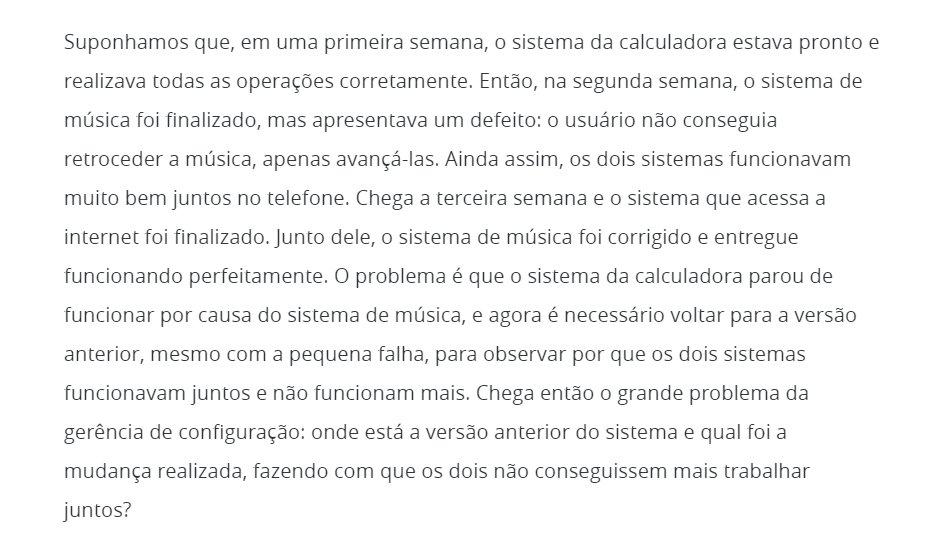 Suponhamos que, em uma primeira semana, o sistema da calculadora estava pronto e
realizava todas as operações corretamente. Então, na segunda semana, o sistema de
música foi finalizado, mas apresentava um defeito: o usuário não conseguia
retroceder a música, apenas avançá-las. Ainda assim, os dois sistemas funcionavam
muito bem juntos no telefone. Chega a terceira semana e o sistema que acessa a
internet foi finalizado. Junto dele, o sistema de música foi corrigido e entregue
funcionando perfeitamente. O problema é que o sistema da calculadora parou de
funcionar por causa do sistema de música, e agora é necessário voltar para a versão
anterior, mesmo com a pequena falha, para observar por que os dois sistemas
funcionavam juntos e não funcionam mais. Chega então o grande problema da
gerência de configuração: onde está a versão anterior do sistema e qual foi a
mudança realizada, fazendo com que os dois não conseguissem mais trabalhar
juntos?